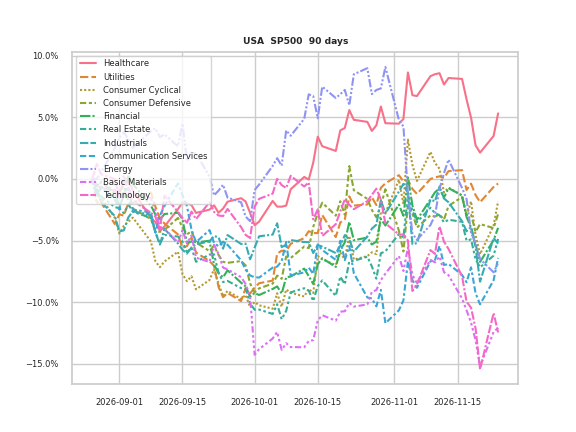 USA SP500 90 days
10.0%
5.0%
0.0%
−5.0%
−10.0%
−15.0%
Healthcare
Utilities
Consumer Cyclical
Consumer Defensive
Financial
Real Estate
Industrials
Communication Services
Energy
Basic Materials
Technology
2026-09-01 2026-09-15 2026-10-01 2026-10-15 2026-11-01 2026-11-15